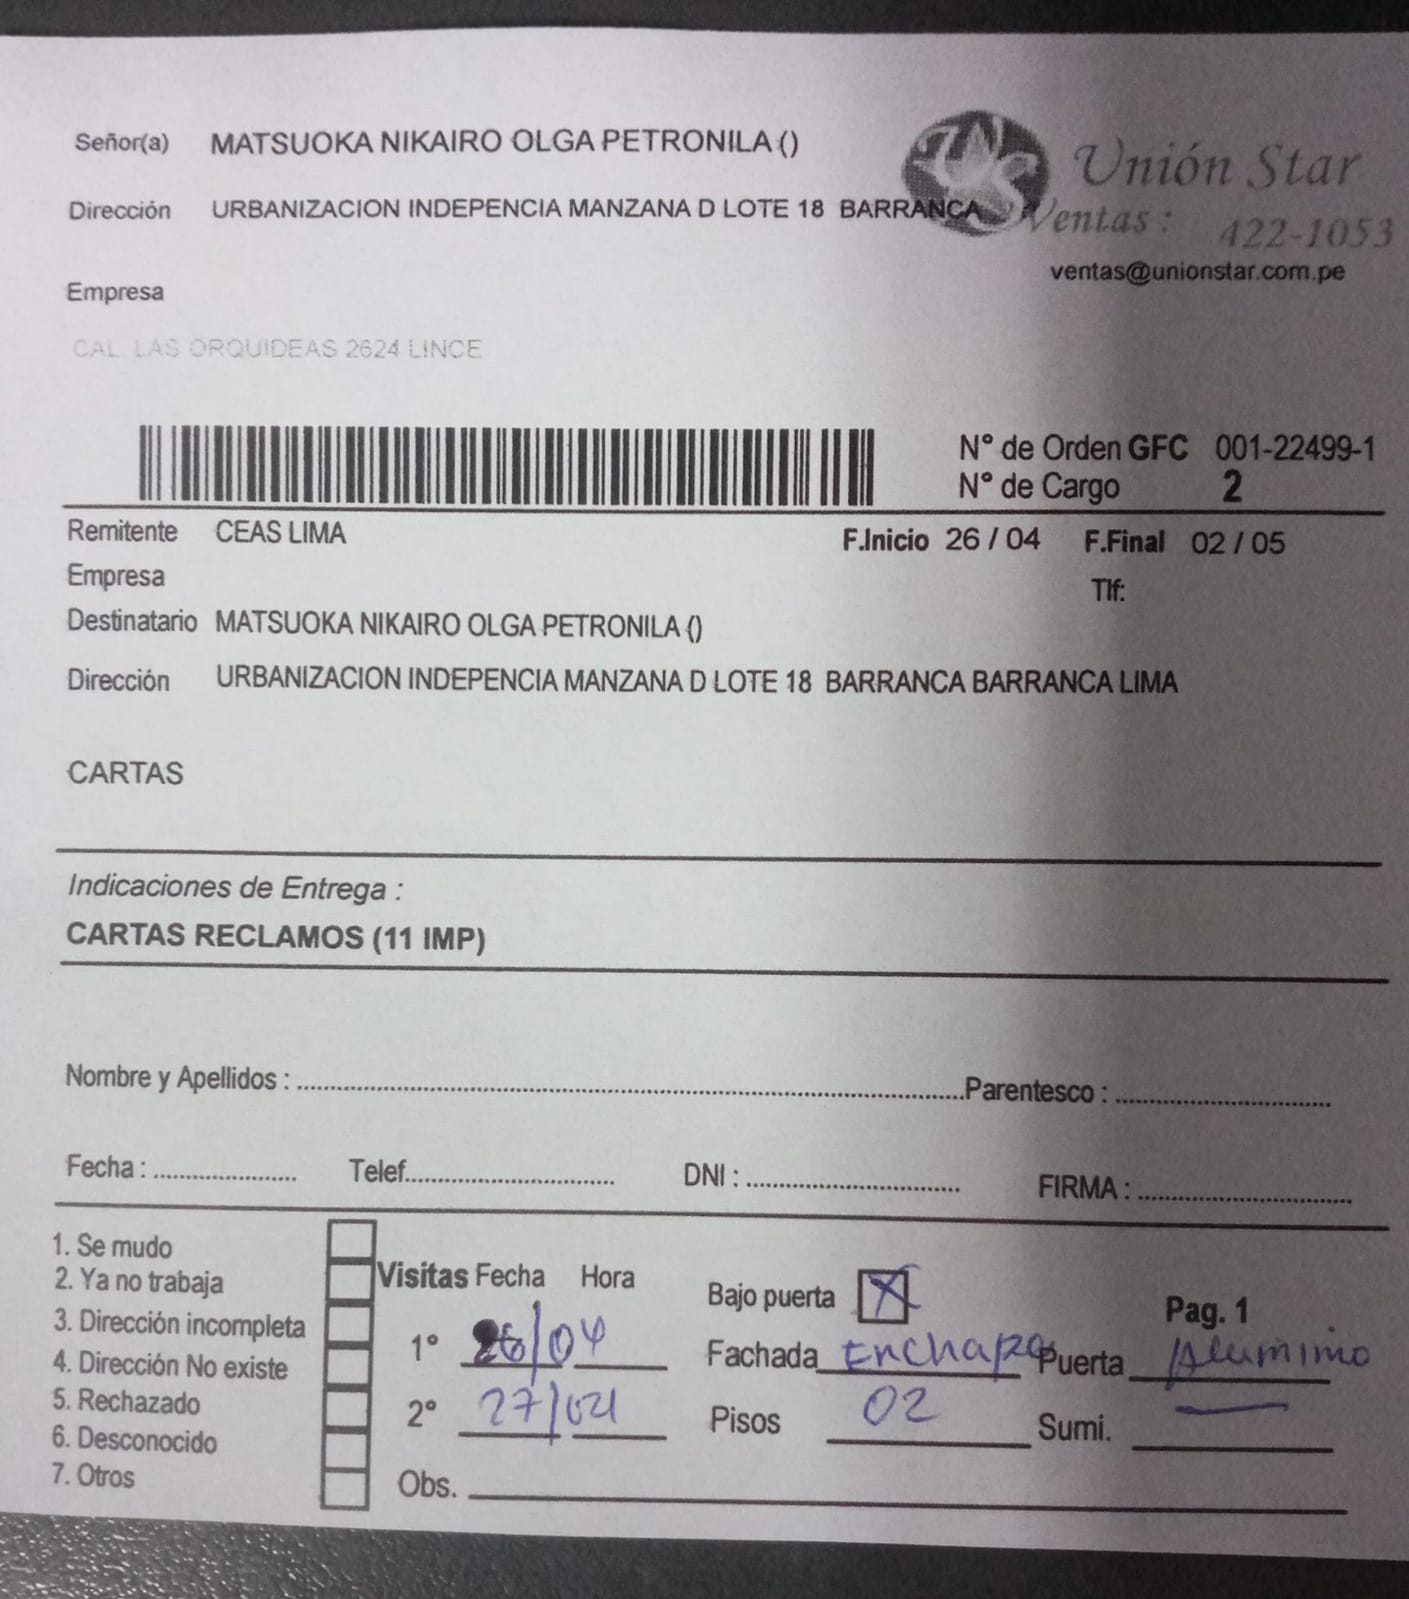 Señor(a) MATSUOKA NIKAIRO OLGA PETRONILA ()
Unión Star
Dirección URBANIZACION INDEPENCIA MANZANA D LOTE 18 BARRANCA
Ventas : 422-1053
ventas@unionstar.com.pe
Empresa
CAL. LAS ORQUIDEAS 2624 LINCE
N° de Orden GFC 001-22499-1
N° de Cargo 2
Remitente CEAS LIMA F.Inicio 26 / 04 F.Final 02 / 05
Empresa Tlf:
Destinatario MATSUOKA NIKAIRO OLGA PETRONILA ()
Dirección URBANIZACION INDEPENCIA MANZANA D LOTE 18 BARRANCA BARRANCA LIMA
CARTAS
Indicaciones de Entrega :
CARTAS RECLAMOS (11 IMP)
Nombre y Apellidos : Parentesco :
Fecha : Telef. DNI : FIRMA :
1. Se mudo
2. Ya no trabaja
3. Dirección incompleta
4. Dirección No existe
5. Rechazado
6. Desconocido
7. Otros
Visitas Fecha Hora
1° 26/04
2° 27/04
Obs.
Bajo puerta X Pag. 1
Fachada Enchape Puerta Aluminio
Pisos 02 Sumi. —